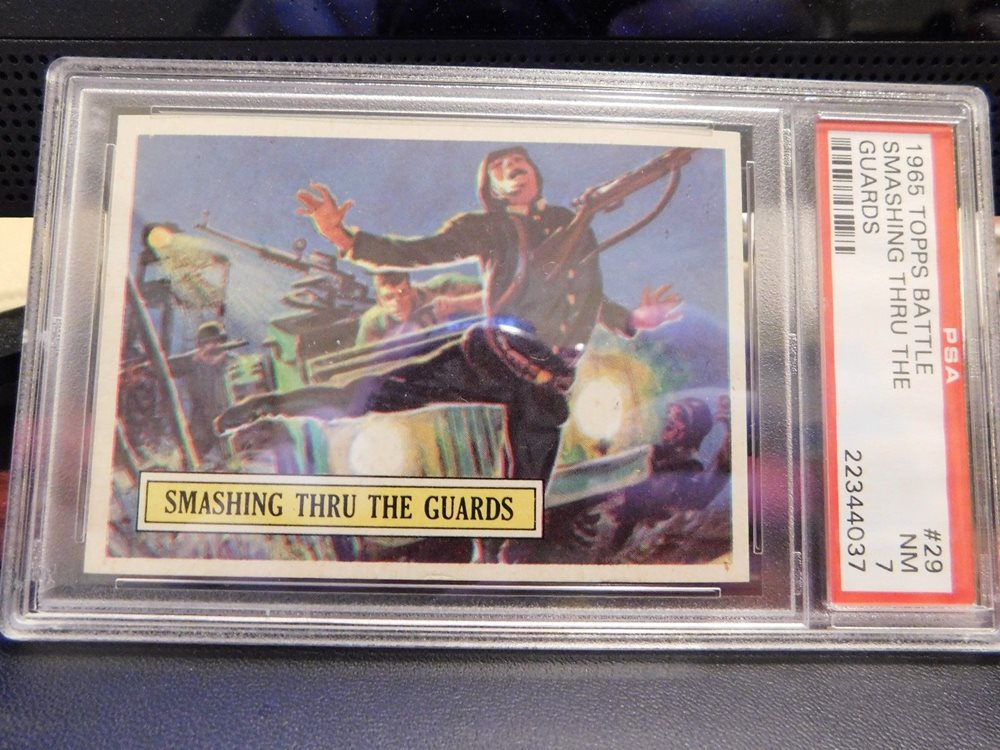 SMASHING THRU THE GUARDS
1965 TOPPS BATTLE
SMASHING THRU THE
GUARDS
PSA
#29
NM
7
22344037